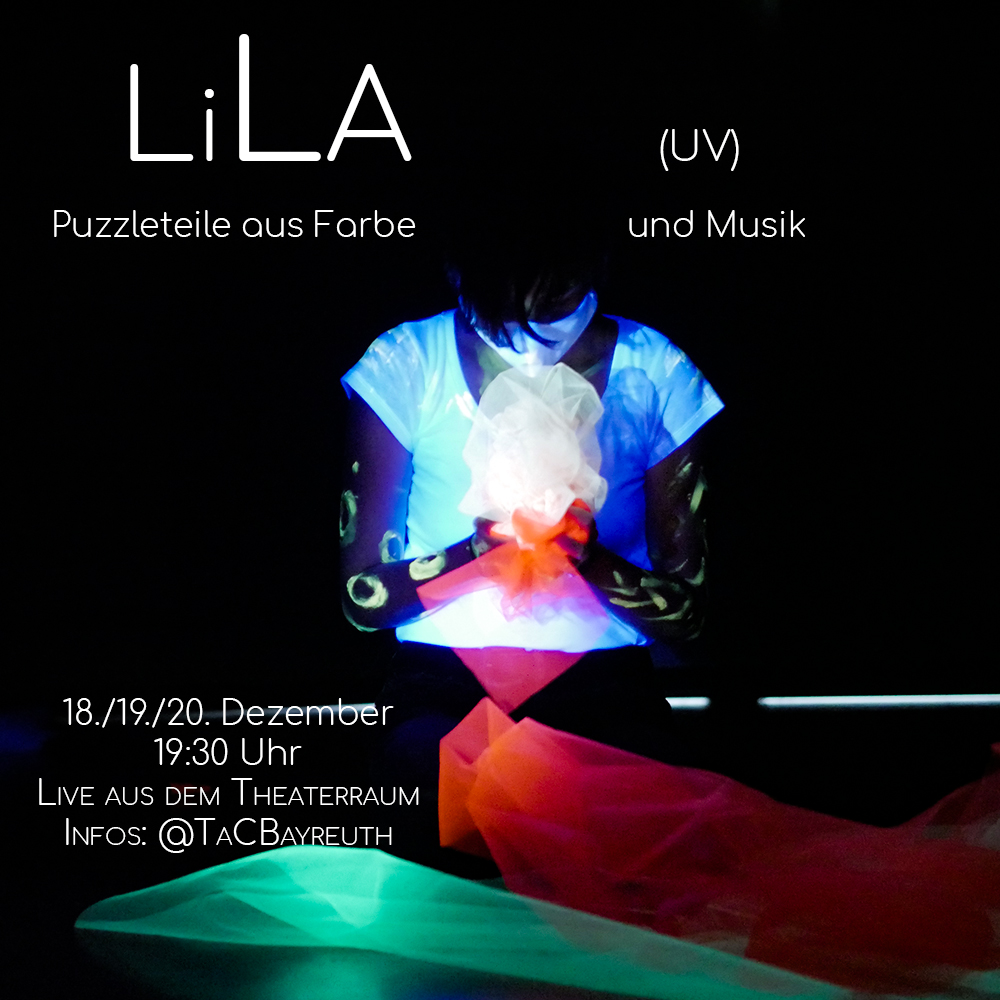 LiLA (UV)
Puzzleteile aus Farbe und Musik
18./19./20. Dezember
19:30 Uhr
Live aus dem Theaterraum
Infos: @TaCBayreuth